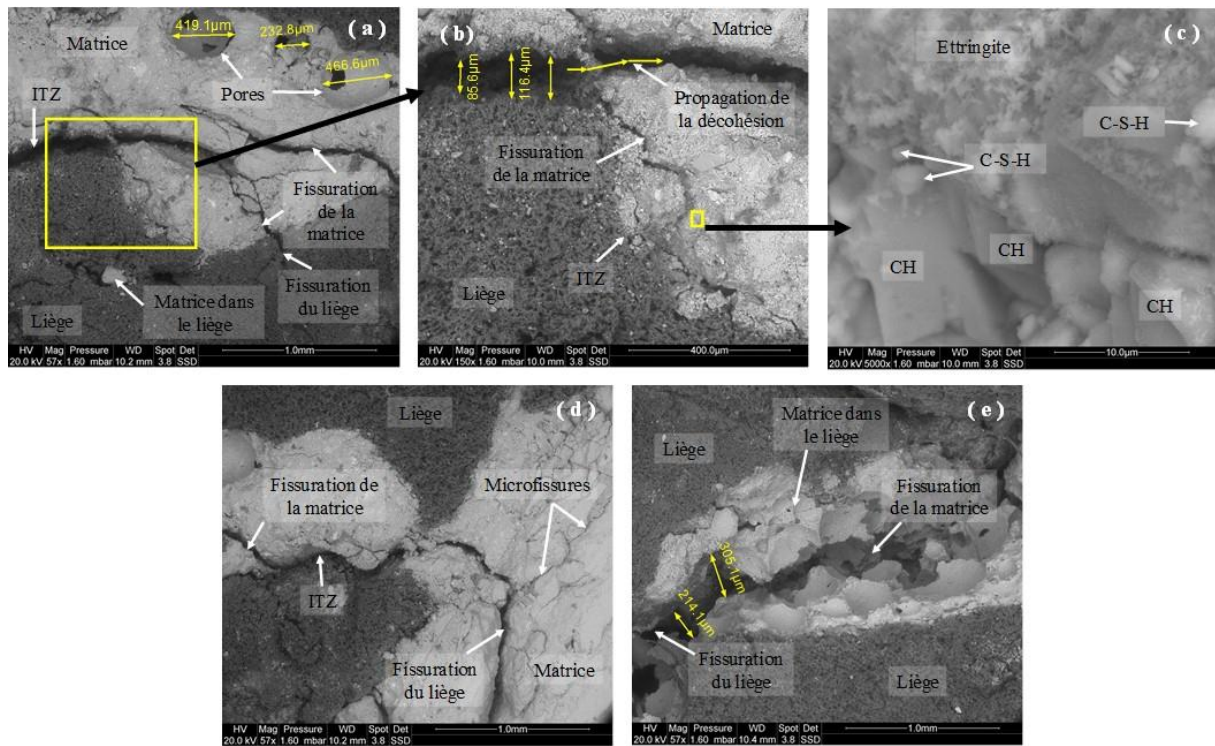 ( a )
419.1µm
232.8µm
466.6µm
Matrice
ITZ
Pores
Fissuration
de la
matrice
Fissuration
du liège
Matrice dans
le liège
Liège
HV Mag Pressure WD Spot Det
20.0 kV 57x 1.60 mbar 10.2 mm 3.8 SSD
1.0mm
( b )
Matrice
85.6µm
116.4µm
Propagation de
la décohésion
Fissuration
de la matrice
ITZ
Liège
HV Mag Pressure WD Spot Det
20.0 kV 150x 1.60 mbar 10.0 mm 3.8 SSD
400.0µm
( c )
Ettringite
C-S-H
C-S-H
CH
CH
CH
HV Mag Pressure WD Spot Det
20.0 kV 5000x 1.60 mbar 10.0 mm 3.8 SSD
10.0µm
( d )
Liège
Fissuration de
la matrice
Microfissures
ITZ
Fissuration
du liège
Matrice
HV Mag Pressure WD Spot Det
20.0 kV 57x 1.60 mbar 10.2 mm 3.8 SSD
1.0mm
( e )
Matrice dans
le liège
Liège
Fissuration
de la matrice
305.1µm
214.1µm
Fissuration
du liège
Liège
HV Mag Pressure WD Spot Det
20.0 kV 57x 1.60 mbar 10.4 mm 3.8 SSD
1.0mm